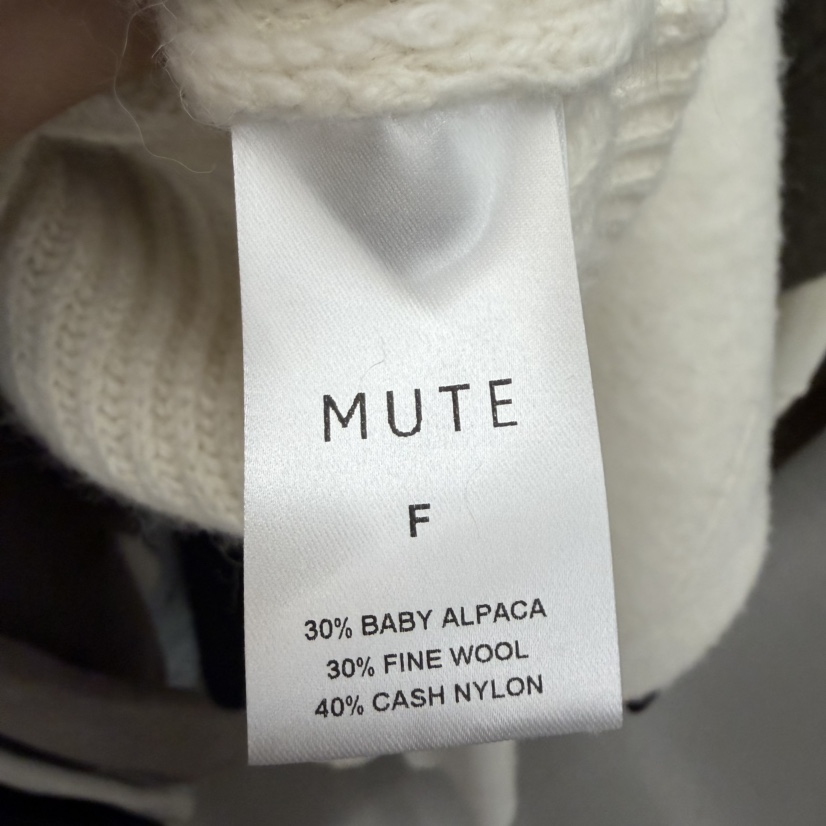 MUTE
F
30% BABY ALPACA
30% FINE WOOL
40% CASH NYLON